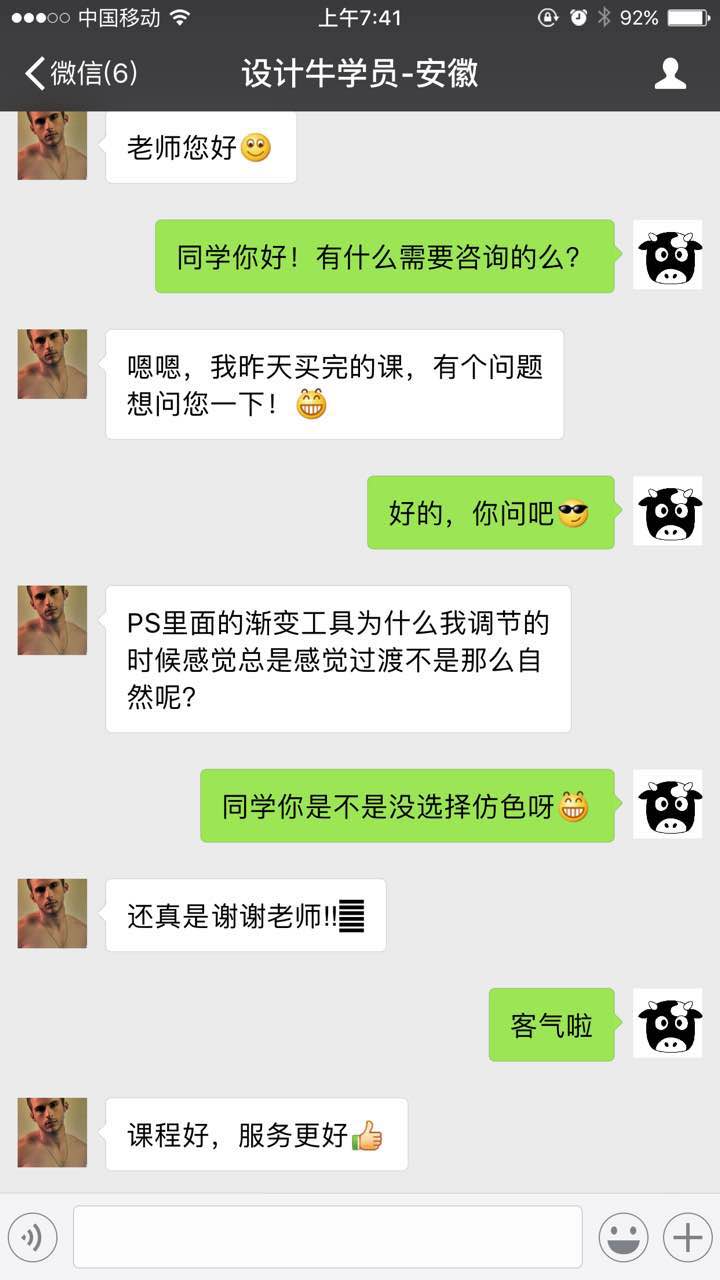 中国移动
上午7:41
92%
微信(6)
设计牛学员-安徽
老师您好
同学你好！有什么需要咨询的么？
嗯嗯，我昨天买完的课，有个问题
想问您一下！
好的，你问吧
PS里面的渐变工具为什么我调节的
时候感觉总是感觉过渡不是那么自
然呢?
同学你是不是没选择仿色呀
还真是谢谢老师!!
客气啦
课程好，服务更好